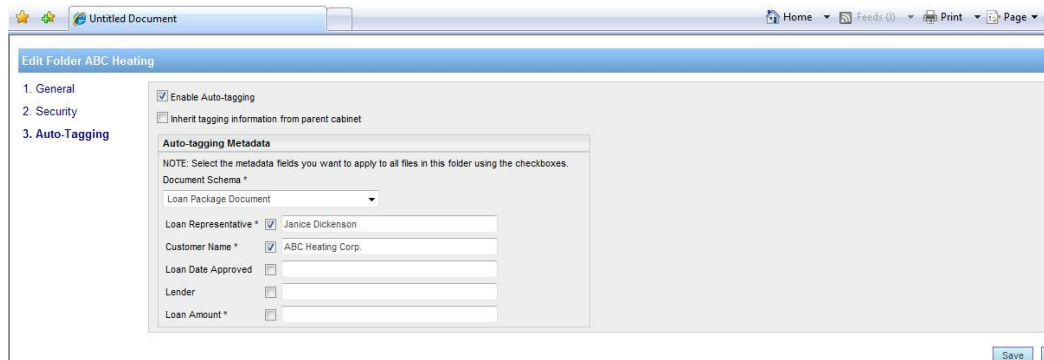 Untitled Document
Home Feeds (J) Print Page
Edit Folder ABC Heating
1. General
2. Security
3. Auto-Tagging
Enable Auto-tagging
Inherit tagging information from parent cabinet
Auto-tagging Metadata
NOTE: Select the metadata fields you want to apply to all files in this folder using the checkboxes.
Document Schema *
Loan Package Document
Loan Representative * Janice Dickenson
Customer Name * ABC Heating Corp.
Loan Date Approved
Lender
Loan Amount *
Save